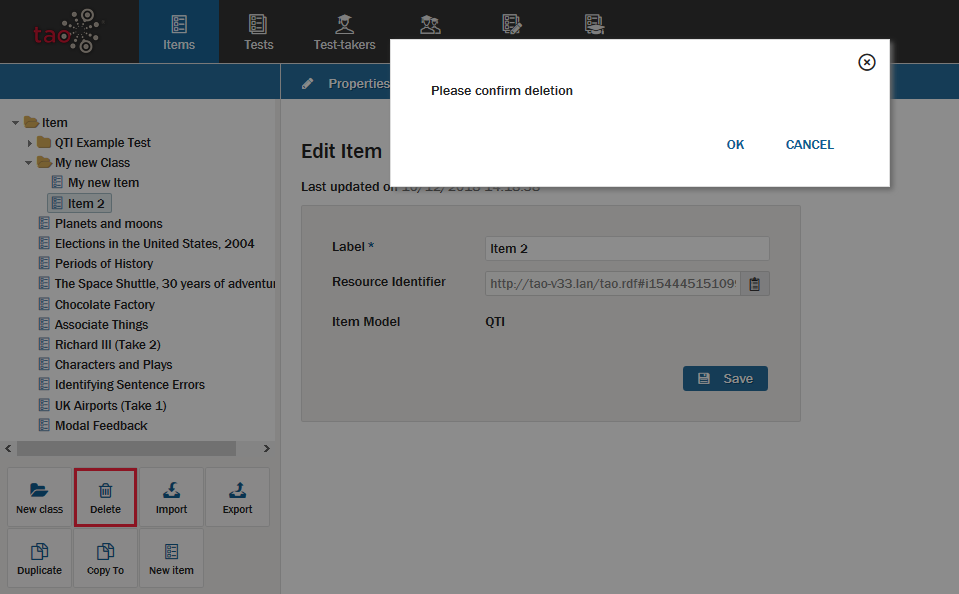 tao
Items
Tests
Test-takers
Properties
Please confirm deletion
OK
CANCEL
Item
QTI Example Test
My new Class
My new Item
Item 2
Planets and moons
Elections in the United States, 2004
Periods of History
The Space Shuttle, 30 years of adventur
Chocolate Factory
Associate Things
Richard III (Take 2)
Characters and Plays
Identifying Sentence Errors
UK Airports (Take 1)
Modal Feedback
New class
Delete
Import
Export
Duplicate
Copy To
New item
Edit Item
Last updated on
Label *
Item 2
Resource Identifier
http://tao-v33.lan/tao.rdf#i154445151099
Item Model
QTI
Save